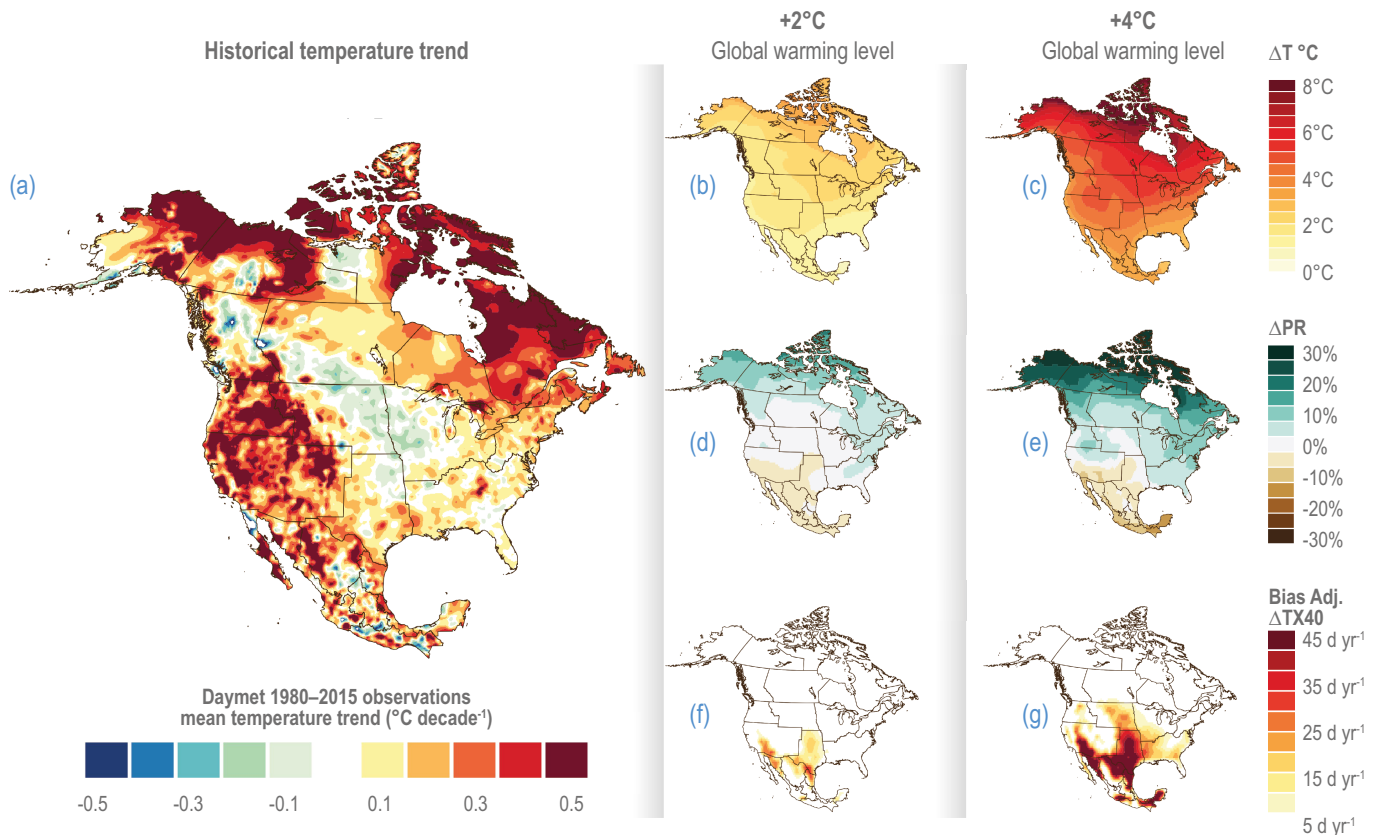 Historical temperature trend
+2°C
Global warming level
+4°C
Global warming level
ΔT °C
8°C
6°C
4°C
2°C
0°C
(a)
(b)
(c)
ΔPR
30%
20%
10%
0%
-10%
-20%
-30%
(d)
(e)
Bias Adj.
ΔTX40
45 d yr⁻¹
35 d yr⁻¹
25 d yr⁻¹
15 d yr⁻¹
5 d yr⁻¹
(f)
(g)
Daymet 1980–2015 observations
mean temperature trend (°C decade⁻¹)
-0.5 -0.3 -0.1 0.1 0.3 0.5